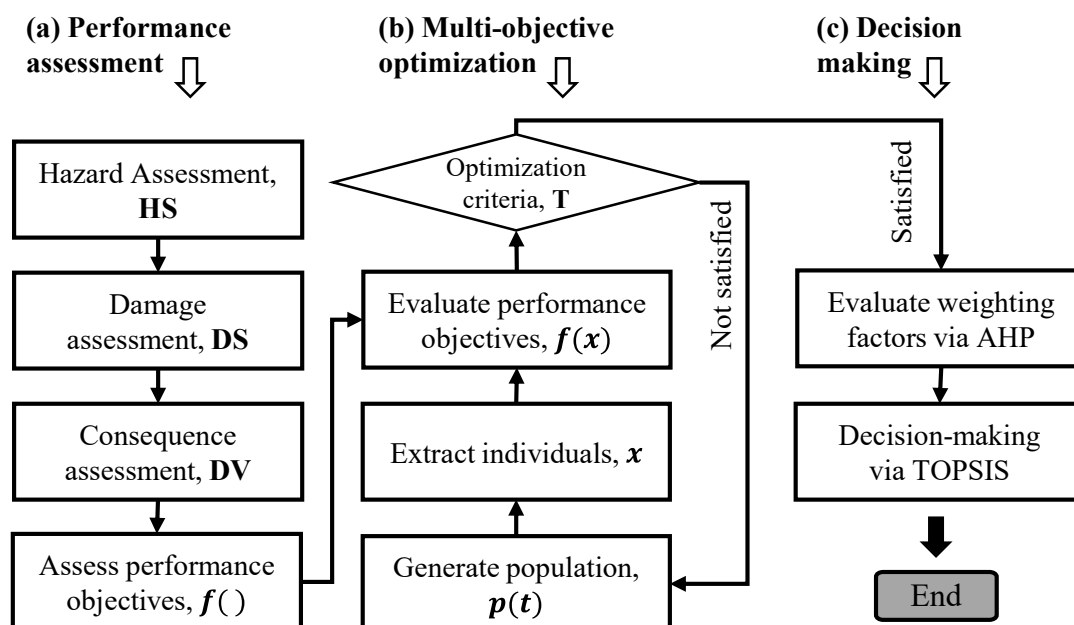 (a) Performance
assessment
Hazard Assessment,
HS
Damage
assessment, DS
Consequence
assessment, DV
Assess performance
objectives, f( )
(b) Multi-objective
optimization
Optimization
criteria, T
Not satisfied
Evaluate performance
objectives, f(x)
Extract individuals, x
Generate population,
p(t)
(c) Decision
making
Satisfied
Evaluate weighting
factors via AHP
Decision-making
via TOPSIS
End